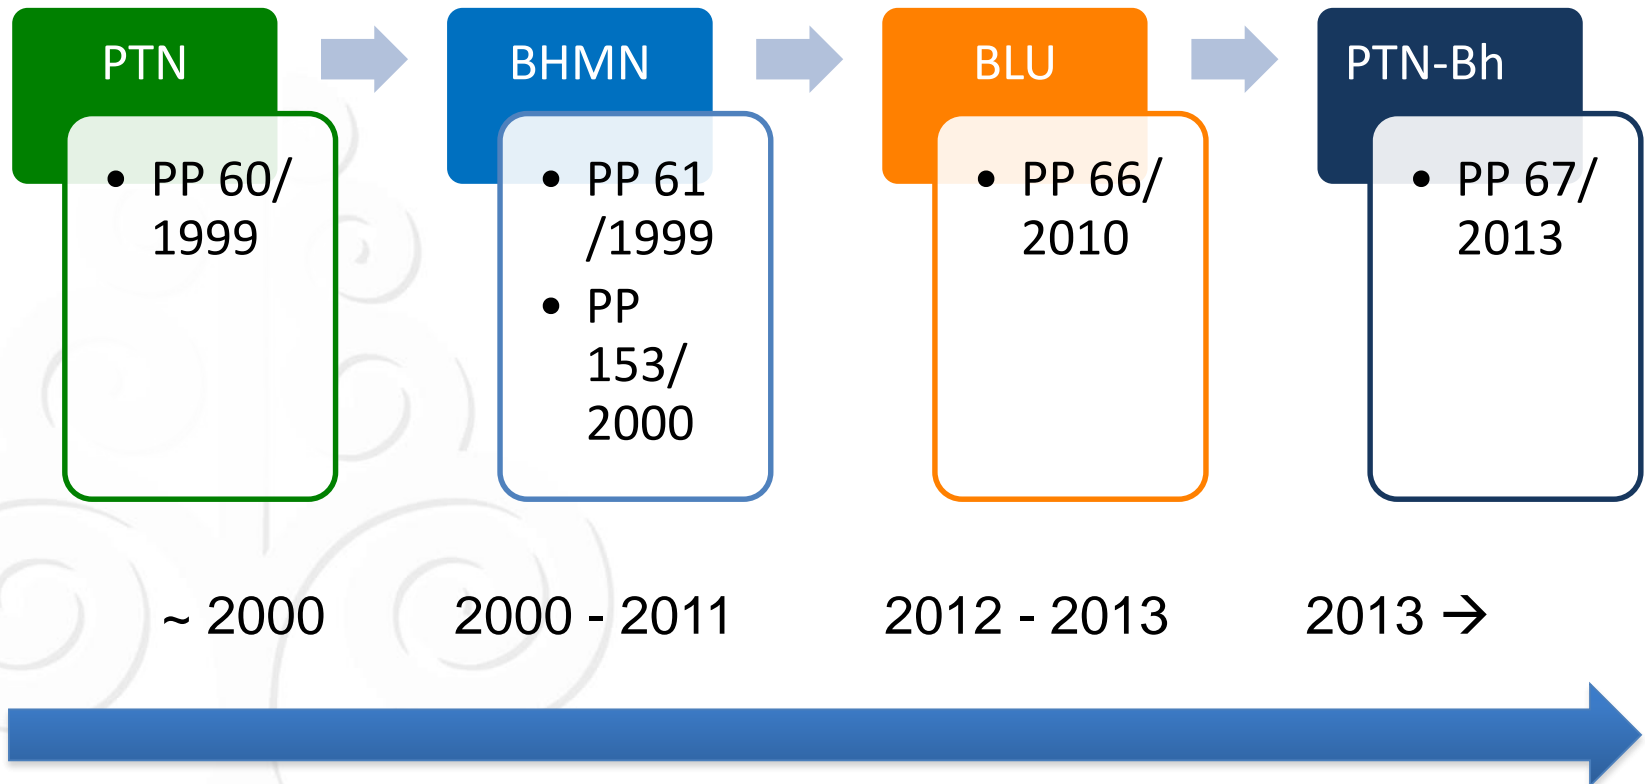 PTN
• PP 60/
1999
BHMN
• PP 61
/1999
• PP
153/
2000
BLU
• PP 66/
2010
PTN-Bh
• PP 67/
2013
~ 2000
2000 - 2011
2012 - 2013
2013 →